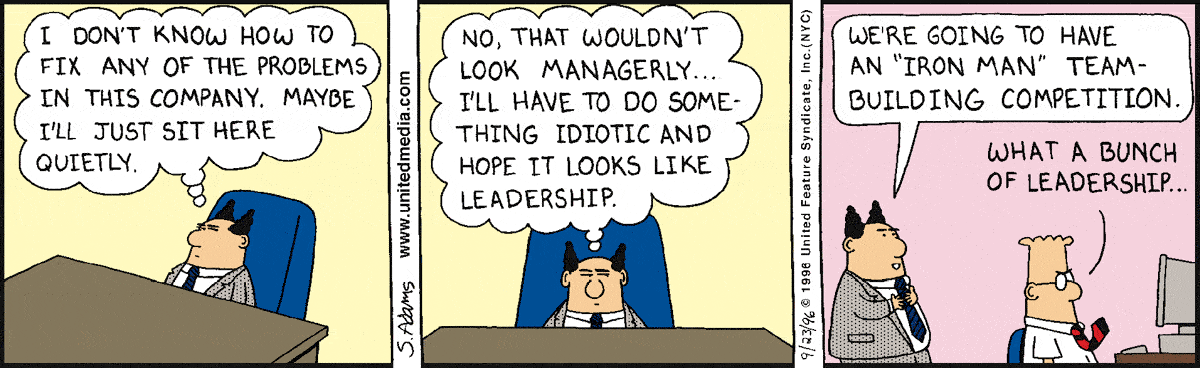 I DON'T KNOW HOW TO
FIX ANY OF THE PROBLEMS
IN THIS COMPANY. MAYBE
I'LL JUST SIT HERE
QUIETLY.
S. Adams
www.unitedmedia.com
NO, THAT WOULDN'T
LOOK MANAGERLY...
I'LL HAVE TO DO SOME-
THING IDIOTIC AND
HOPE IT LOOKS LIKE
LEADERSHIP.
9/23/96 © 1996 United Feature Syndicate, Inc.(NYC)
WE'RE GOING TO HAVE
AN "IRON MAN" TEAM-
BUILDING COMPETITION.
WHAT A BUNCH
OF LEADERSHIP...